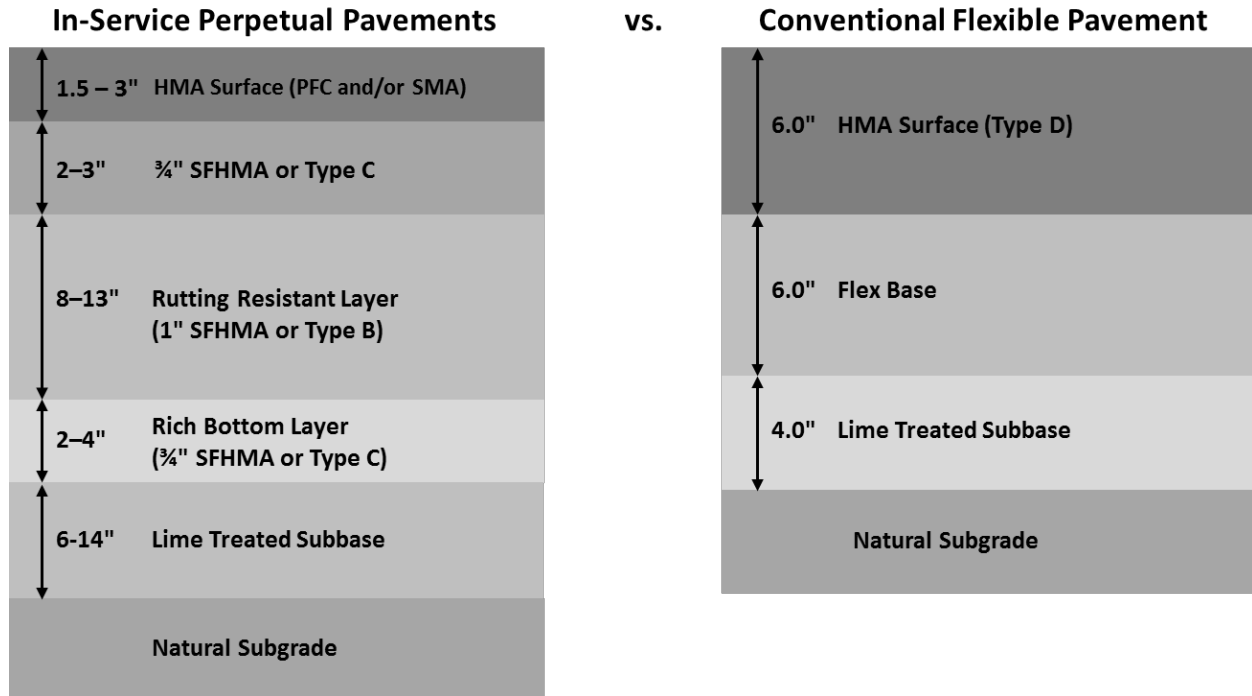 In-Service Perpetual Pavements vs. Conventional Flexible Pavement
1.5 – 3" HMA Surface (PFC and/or SMA)
2–3" ¾" SFHMA or Type C
8–13" Rutting Resistant Layer
(1" SFHMA or Type B)
2–4" Rich Bottom Layer
(¾" SFHMA or Type C)
6-14" Lime Treated Subbase
Natural Subgrade
6.0" HMA Surface (Type D)
6.0" Flex Base
4.0" Lime Treated Subbase
Natural Subgrade